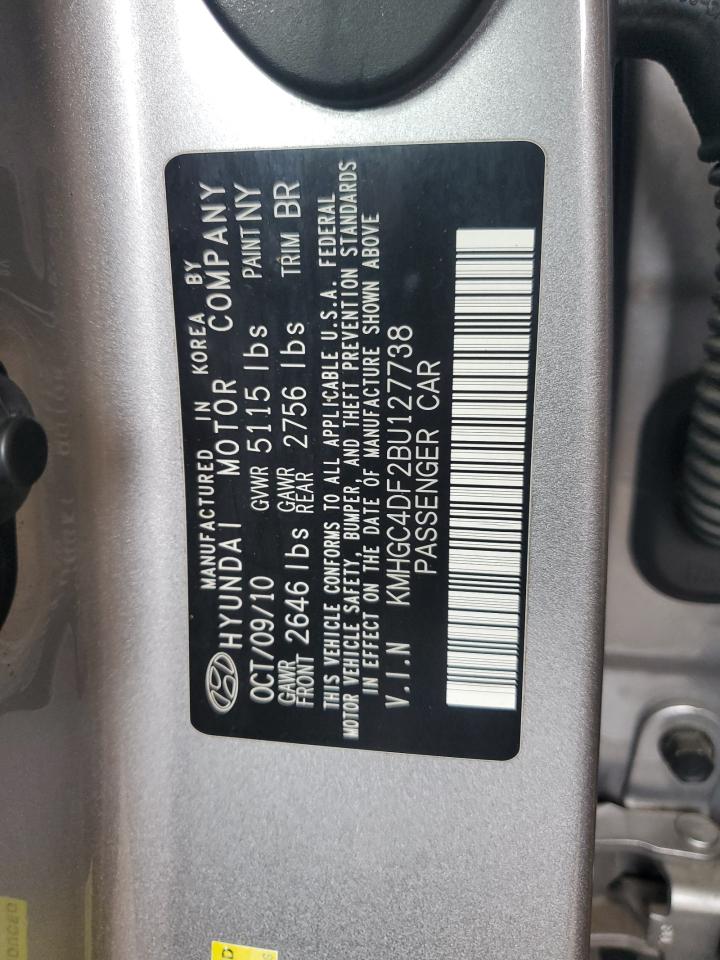 MANUFACTURED IN KOREA BY
HYUNDAI MOTOR COMPANY
OCT/09/10 GVWR 5115 lbs PAINT NY
GAWR FRONT 2646 lbs GAWR REAR 2756 lbs TRIM BR
THIS VEHICLE CONFORMS TO ALL APPLICABLE U.S.A. FEDERAL
MOTOR VEHICLE SAFETY, BUMPER, AND THEFT PREVENTION STANDARDS
IN EFFECT ON THE DATE OF MANUFACTURE SHOWN ABOVE
V.I.N KMHGC4DF2BU127738
PASSENGER CAR